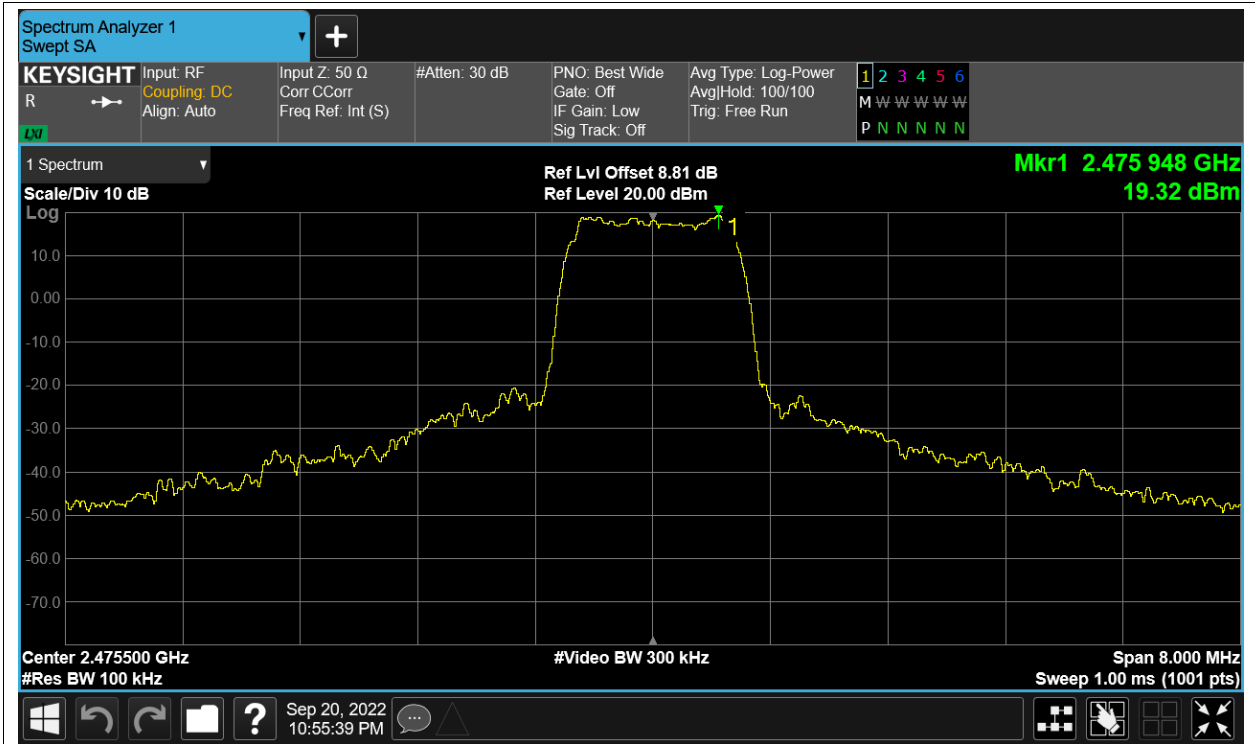 Spectrum Analyzer 1
Swept SA
KEYSIGHT
R
LXI
Input: RF
Coupling: DC
Align: Auto
Input Z: 50 Ω
Corr CCorr
Freq Ref: Int (S)
#Atten: 30 dB
PNO: Best Wide
Gate: Off
IF Gain: Low
Sig Track: Off
Avg Type: Log-Power
Avg|Hold: 100/100
Trig: Free Run
1 2 3 4 5 6
M W W W W W W
P N N N N N N
1 Spectrum
Scale/Div 10 dB
Log
Ref Lvl Offset 8.81 dB
Ref Level 20.00 dBm
Mkr1 2.475 948 GHz
19.32 dBm
1
10.0
0.00
-10.0
-20.0
-30.0
-40.0
-50.0
-60.0
-70.0
Center 2.475500 GHz
#Res BW 100 kHz
#Video BW 300 kHz
Span 8.000 MHz
Sweep 1.00 ms (1001 pts)
?
Sep 20, 2022
10:55:39 PM